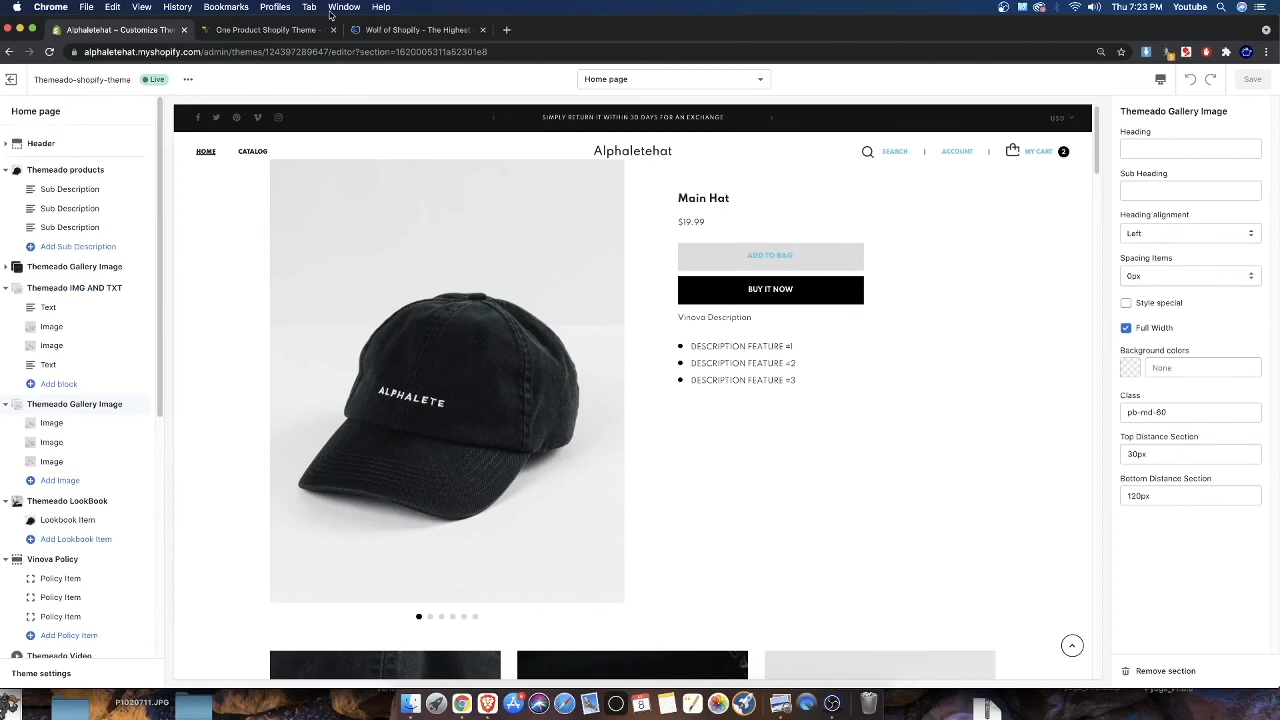 Chrome File Edit View History Bookmarks Profiles Tab Window Help Thu 7:23 PM
Alphaletehat ~ Customize The One Product Shopify Theme - Wolf of Shopify - The Highest
alphaletehat.myshopify.com/admin/themes/124397289647/editor?section=1620005311a52301e8
Themeado-shopify-theme Live Home page Save
Home page
Header
Themeado products
Sub Description
Sub Description
Sub Description
Add Sub Description
Themeado Gallery Image
Themeado IMG AND TXT
Text
Image
Image
Text
Add block
Themeado Gallery Image
Image
Image
Image
Add Image
Themeado LookBook
Lookbook Item
Add Lookbook Item
Vinova Policy
Policy Item
Policy Item
Policy Item
Add Policy Item
Themeado Video
Theme settings
SIMPLY RETURN IT WITHIN 30 DAYS FOR AN EXCHANGE USD
HOME CATALOG Alphaletehat SEARCH | ACCOUNT | MY CART 2
ALPHALETE
Main Hat
$19.99
ADD TO BAG
BUY IT NOW
Vinova Description
DESCRIPTION FEATURE #1
DESCRIPTION FEATURE #2
DESCRIPTION FEATURE #3
Themeado Gallery Image
Heading
Sub Heading
Heading alignment
Left
Spacing Items
0px
Style special
Full Width
Background colors
None
Class
pb-md-60
Top Distance Section
30px
Bottom Distance Section
120px
Remove section
P1020711.JPG